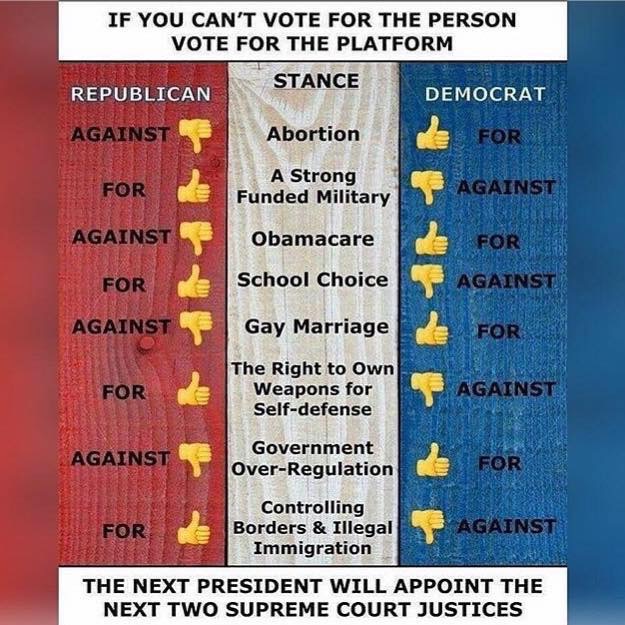 IF YOU CAN'T VOTE FOR THE PERSON
VOTE FOR THE PLATFORM
REPUBLICAN STANCE DEMOCRAT
AGAINST Abortion FOR
FOR A Strong AGAINST
Funded Military
AGAINST Obamacare FOR
FOR School Choice AGAINST
AGAINST Gay Marriage FOR
The Right to Own
FOR Weapons for AGAINST
Self-defense
AGAINST Government FOR
Over-Regulation
Controlling
FOR Borders & Illegal AGAINST
Immigration
THE NEXT PRESIDENT WILL APPOINT THE
NEXT TWO SUPREME COURT JUSTICES